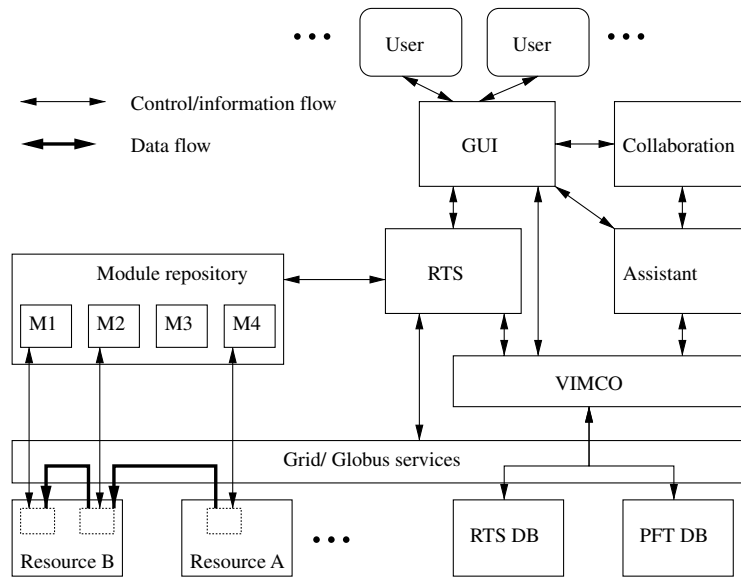 User
User
Control/information flow
Data flow
GUI
Collaboration
Module repository
RTS
Assistant
M1
M2
M3
M4
VIMCO
Grid/ Globus services
Resource B
Resource A
RTS DB
PFT DB